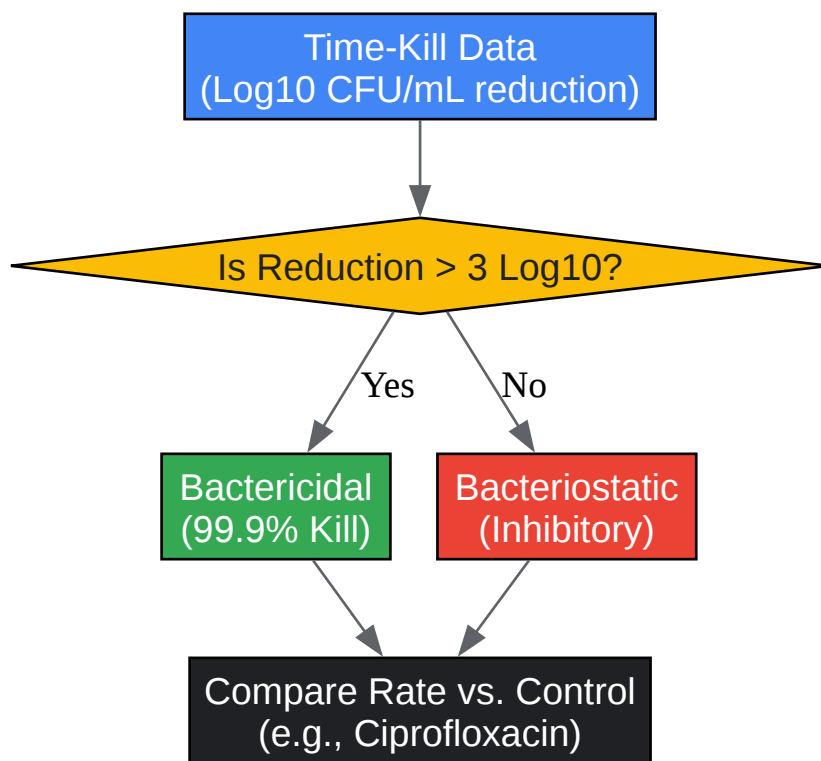 Time-Kill Data
(Log10 CFU/mL reduction)
Is Reduction > 3 Log10?
Yes
No
Bactericidal
(99.9% Kill)
Bacteriostatic
(Inhibitory)
Compare Rate vs. Control
(e.g., Ciprofloxacin)